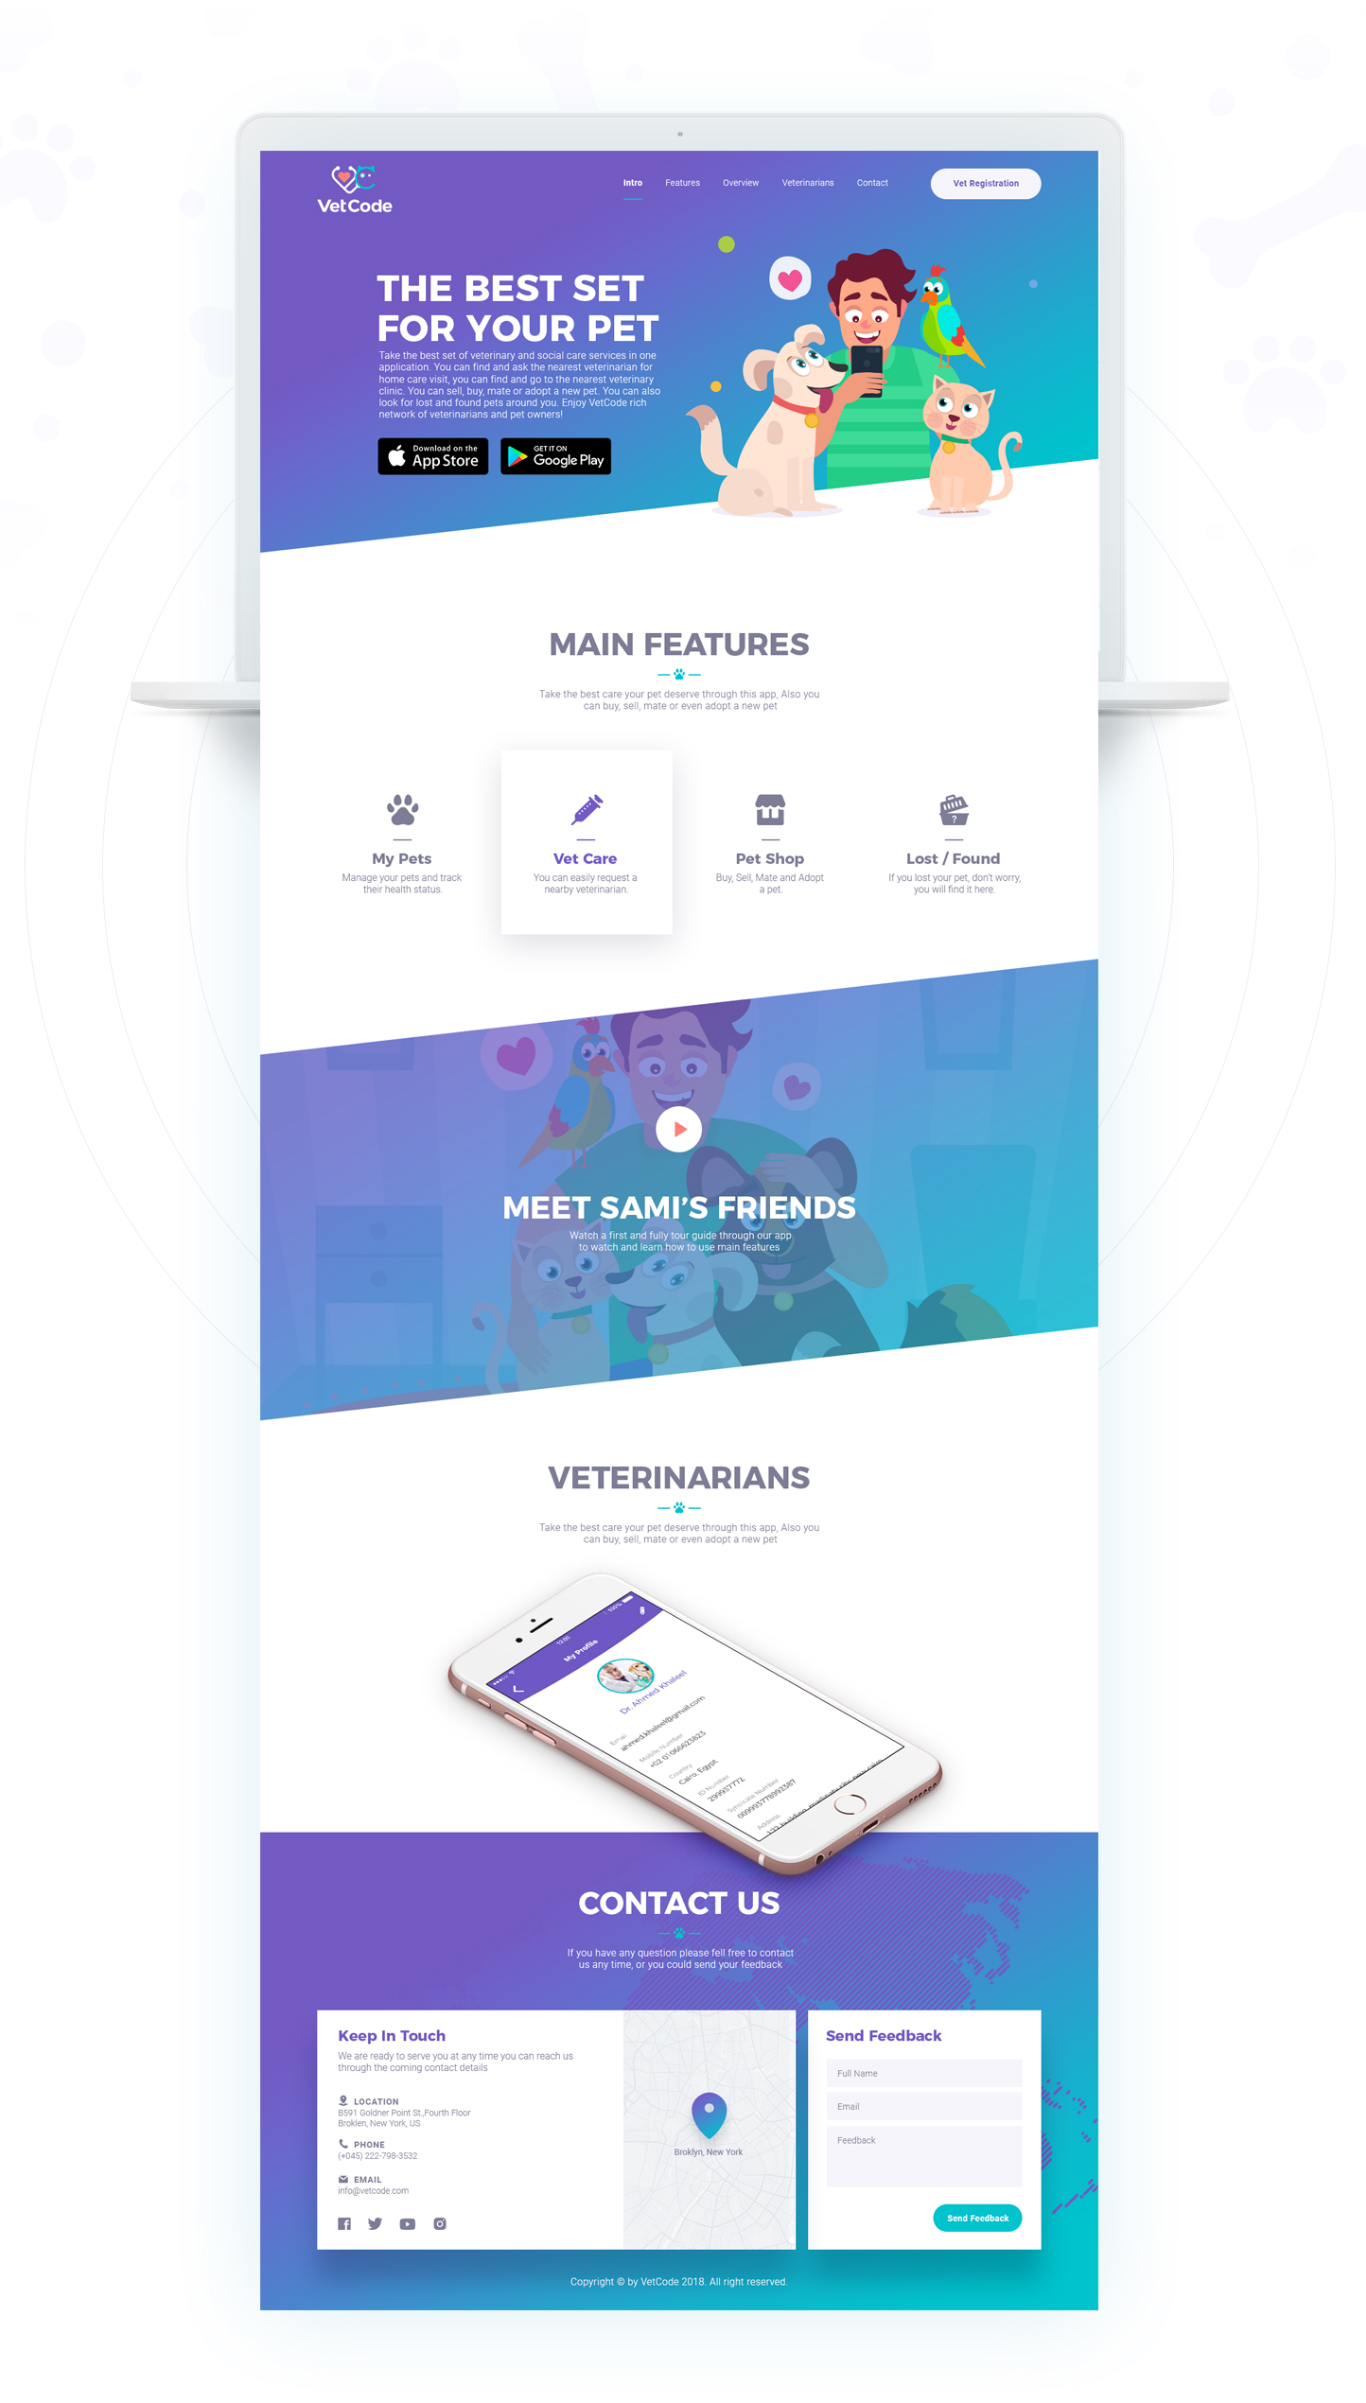 VetCode
Intro
Features
Overview
Veterinarians
Contact
Vet Registration
THE BEST SET
FOR YOUR PET
Take the best set of veterinary and social care services in one
application. You can find and ask the nearest veterinarian for
home care visit, you can find and go to the nearest veterinary
clinic. You can sell, buy, mate or adopt a new pet. You can also
look for lost and found pets around you. Enjoy VetCode rich
network of veterinarians and pet owners!
Download on the
App Store
GET IT ON
Google Play
MAIN FEATURES
Take the best care your pet deserve through this app, Also you
can buy, sell, mate or even adopt a new pet
My Pets
Manage your pets and track
their health status.
Vet Care
You can easily request a
nearby veterinarian.
Pet Shop
Buy, Sell, Mate and Adopt
a pet.
Lost / Found
If you lost your pet, don't worry,
you will find it here.
MEET SAMI'S FRIENDS
Watch a first and fully tour guide through our app
to watch and learn how to use main features
VETERINARIANS
Take the best care your pet deserve through this app, Also you
can buy, sell, mate or even adopt a new pet
100%
12:00
My Profile
Dr. Ahmed Khaleef
Email
ahmed.khaleef@gmail.com
Mobile Number
+02 01066623823
Country
Cairo, Egypt
ID Number
299937772
Syndicate Number
Address
CONTACT US
If you have any question please fell free to contact
us any time, or you could send your feedback
Keep In Touch
We are ready to serve you at any time you can reach us
through the coming contact details
LOCATION
B591 Goldner Point St.,Fourth Floor
Broklen, New York, US
PHONE
(+045) 222-798-3532
EMAIL
info@vetcode.com
Broklyn, New York
Send Feedback
Full Name
Email
Feedback
Send Feedback
Copyright © by VetCode 2018. All right reserved.